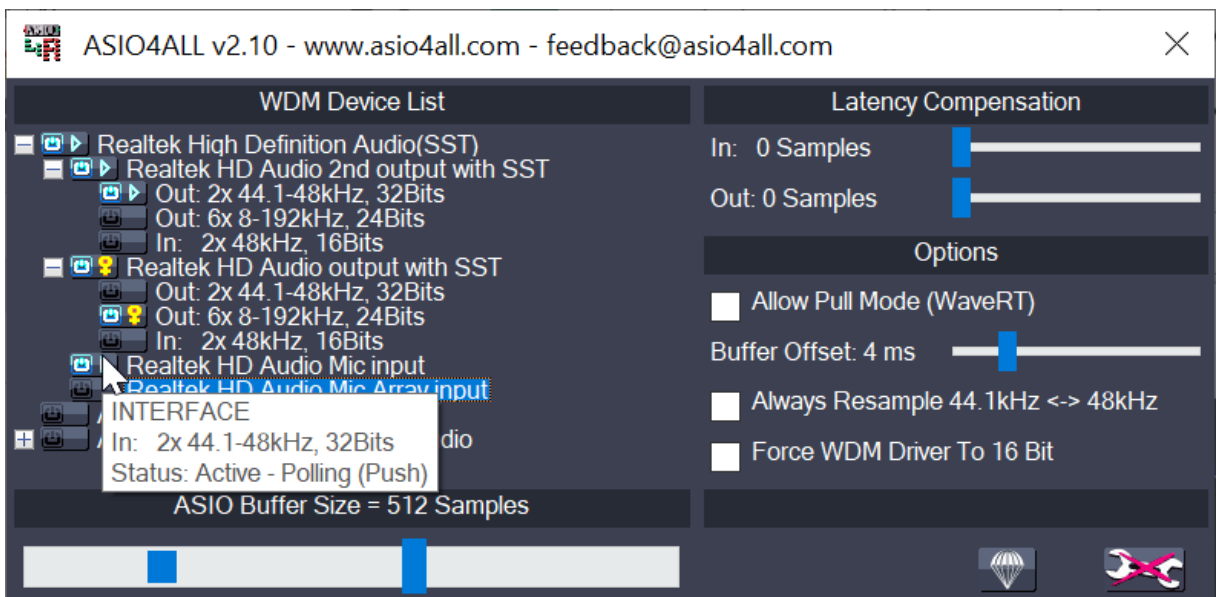 ASIO4ALL v2.10 - www.asio4all.com - feedback@asio4all.com
WDM Device List
Realtek High Definition Audio(SST)
Realtek HD Audio 2nd output with SST
Out: 2x 44.1-48kHz, 32Bits
Out: 6x 8-192kHz, 24Bits
In: 2x 48kHz, 16Bits
Realtek HD Audio output with SST
Out: 2x 44.1-48kHz, 32Bits
Out: 6x 8-192kHz, 24Bits
In: 2x 48kHz, 16Bits
Realtek HD Audio Mic input
Realtek HD Audio Mic Array input
INTERFACE
In: 2x 44.1-48kHz, 32Bits
dio
Status: Active - Polling (Push)
ASIO Buffer Size = 512 Samples
Latency Compensation
In: 0 Samples
Out: 0 Samples
Options
Allow Pull Mode (WaveRT)
Buffer Offset: 4 ms
Always Resample 44.1kHz <-> 48kHz
Force WDM Driver To 16 Bit